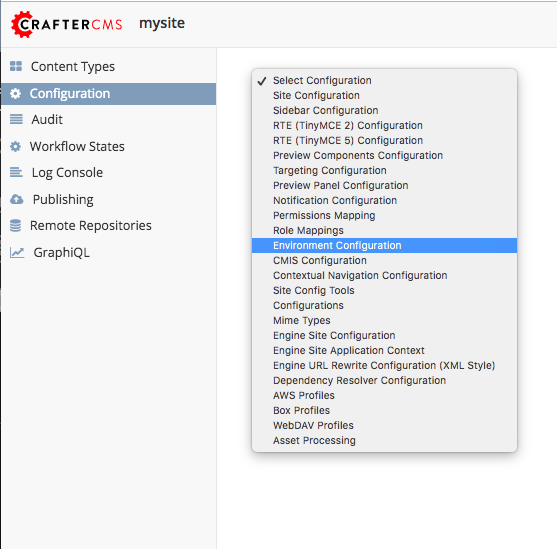 CRAFTERCMS mysite
Content Types
Configuration
Audit
Workflow States
Log Console
Publishing
Remote Repositories
GraphiQL
Select Configuration
Site Configuration
Sidebar Configuration
RTE (TinyMCE 2) Configuration
RTE (TinyMCE 5) Configuration
Preview Components Configuration
Targeting Configuration
Preview Panel Configuration
Notification Configuration
Permissions Mapping
Role Mappings
Environment Configuration
CMIS Configuration
Contextual Navigation Configuration
Site Config Tools
Configurations
Mime Types
Engine Site Configuration
Engine Site Application Context
Engine URL Rewrite Configuration (XML Style)
Dependency Resolver Configuration
AWS Profiles
Box Profiles
WebDAV Profiles
Asset Processing